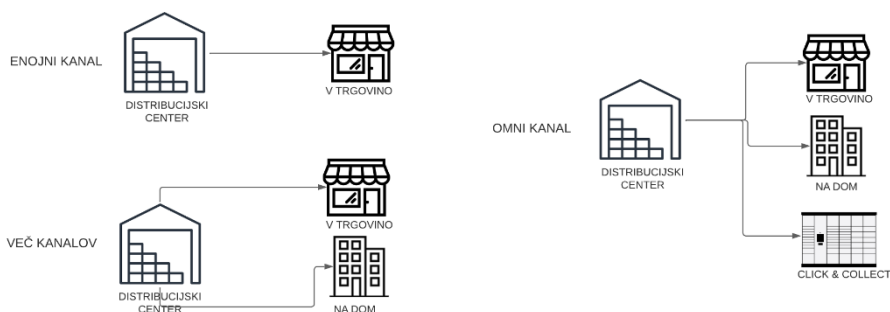 ENOJNI KANAL
DISTRIBUCIJSKI
CENTER
V TRGOVINO
VEČ KANALOV
DISTRIBUCIJSKI
CENTER
V TRGOVINO
NA DOM
OMNI KANAL
DISTRIBUCIJSKI
CENTER
V TRGOVINO
NA DOM
CLICK & COLLECT